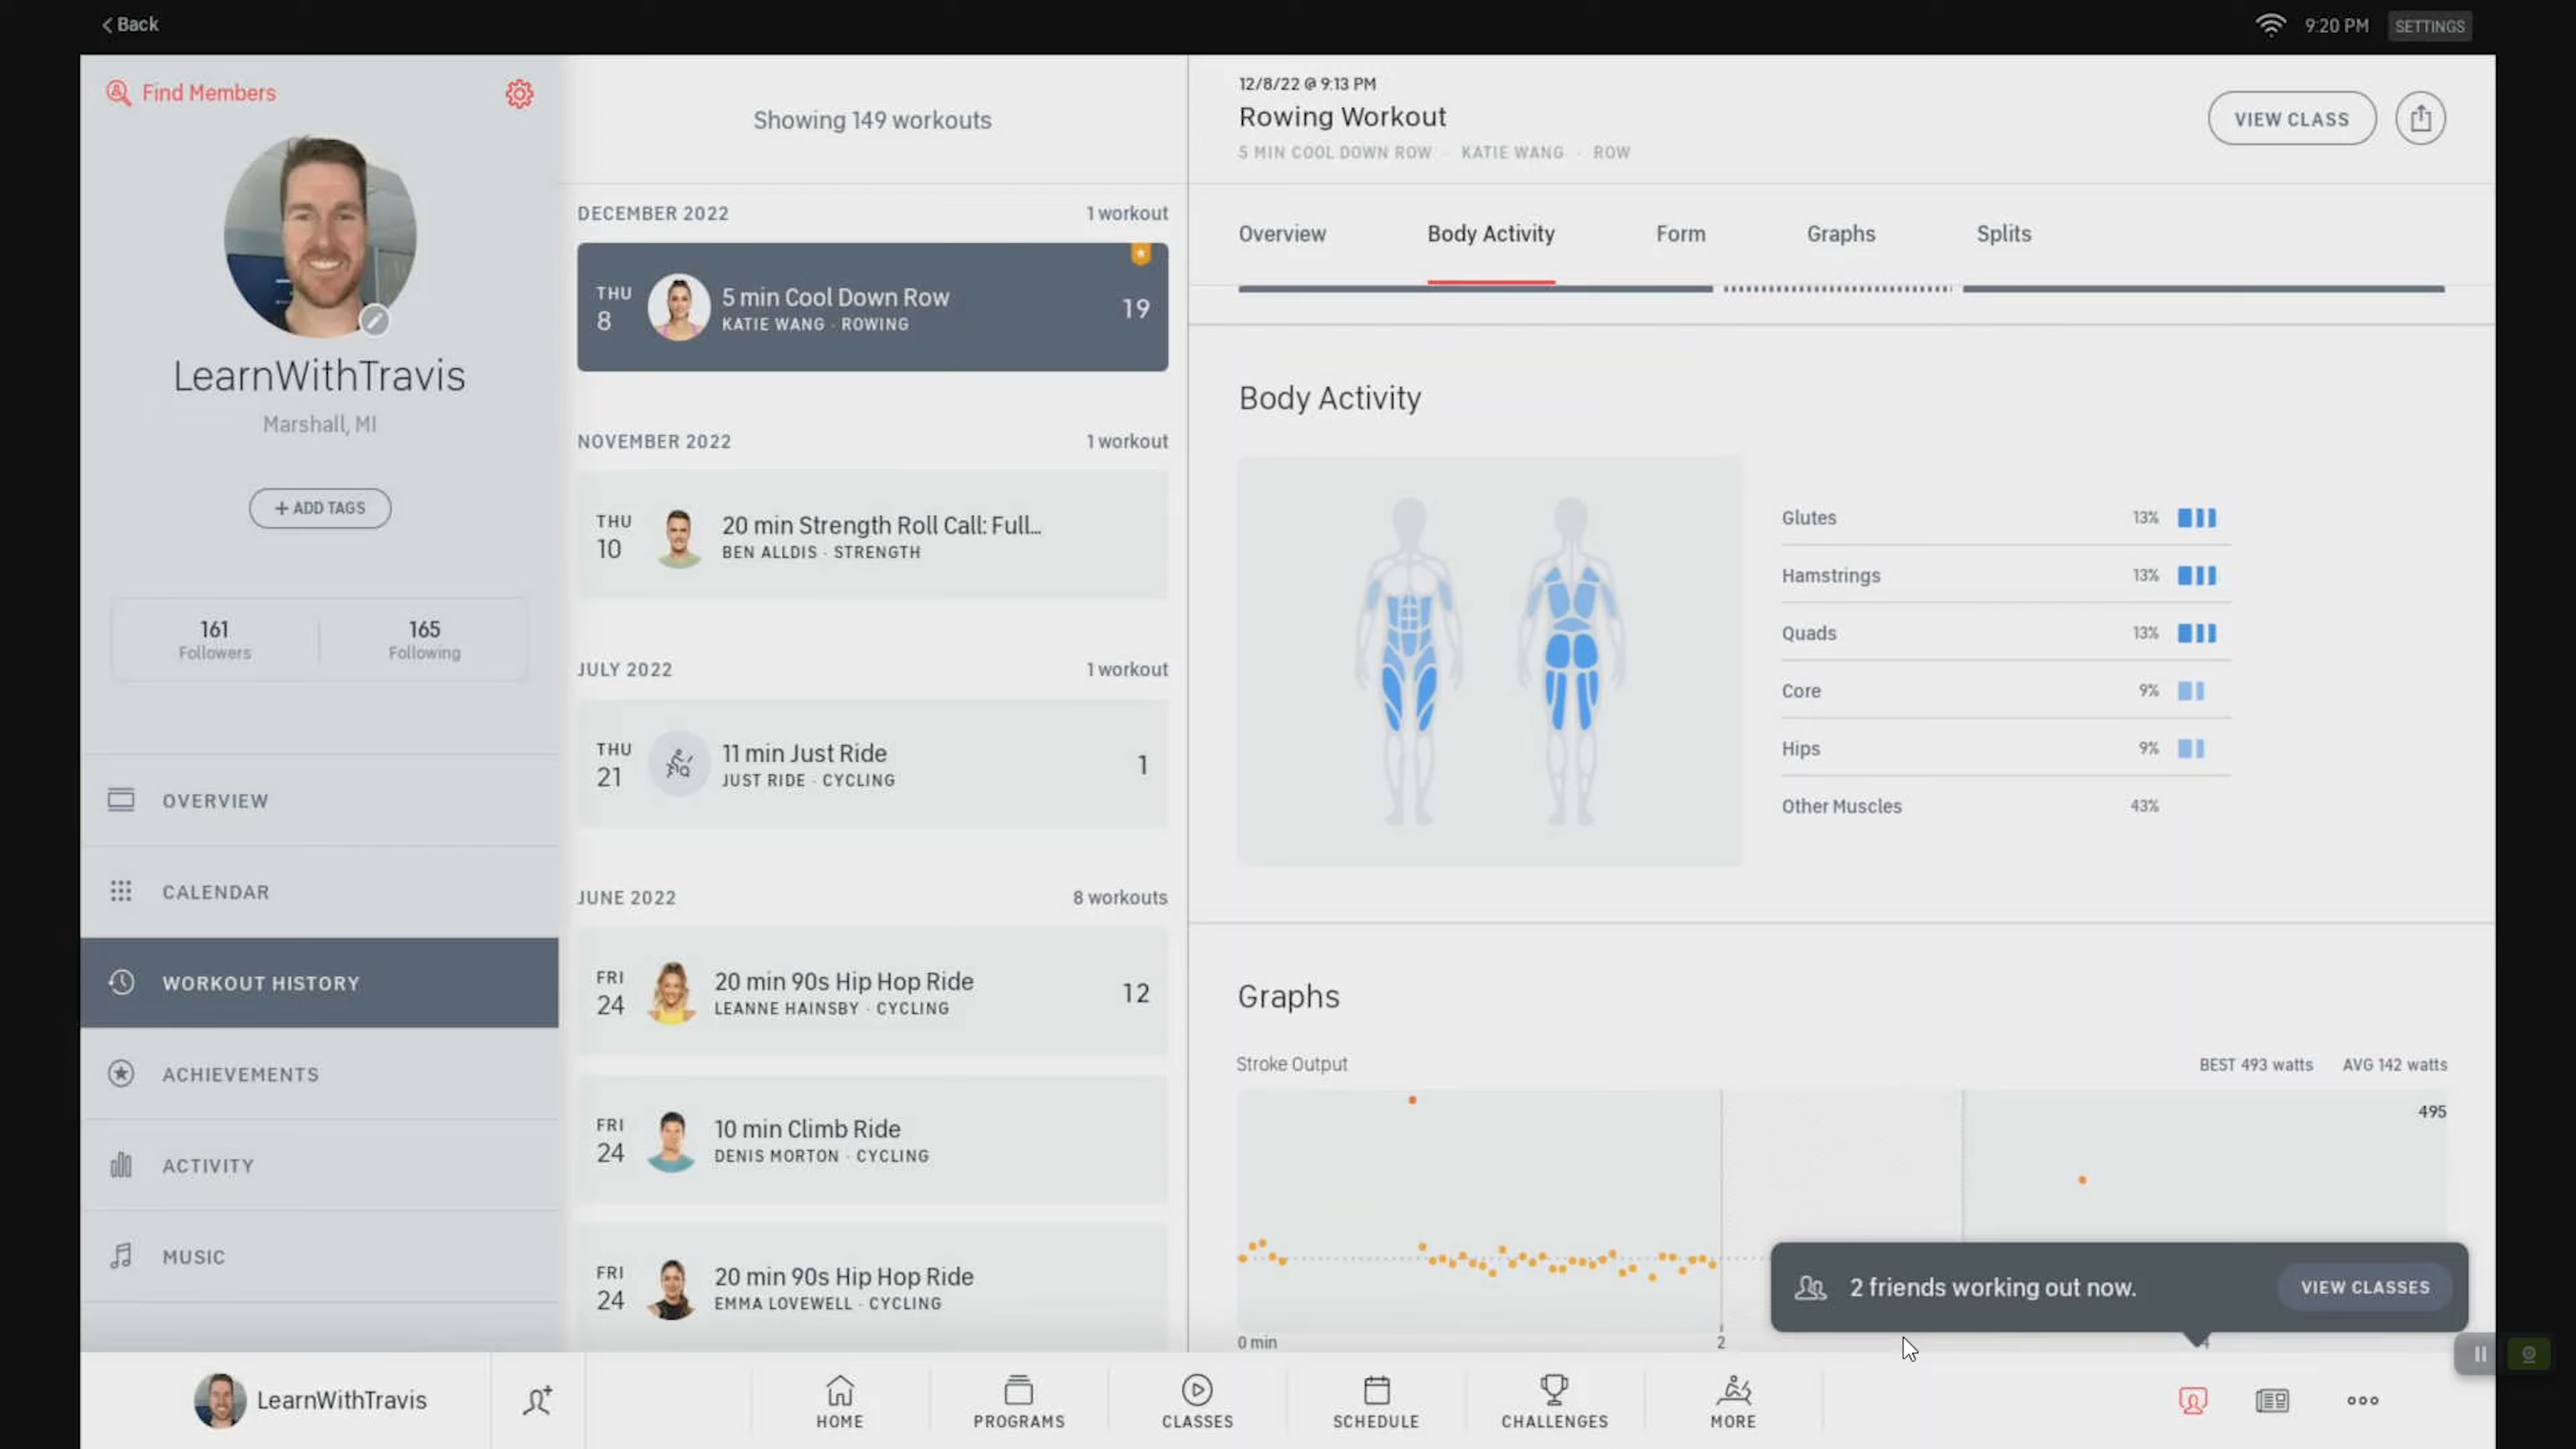 Back
9:20 PM
SETTINGS
Find Members
LearnWithTravis
Marshall, MI
+ ADD TAGS
161
Followers
165
Following
OVERVIEW
CALENDAR
WORKOUT HISTORY
ACHIEVEMENTS
ACTIVITY
MUSIC
Showing 149 workouts
DECEMBER 2022
1 workout
THU
8
5 min Cool Down Row
KATIE WANG · ROWING
19
NOVEMBER 2022
1 workout
THU
10
20 min Strength Roll Call: Full...
BEN ALLDIS · STRENGTH
JULY 2022
1 workout
THU
21
11 min Just Ride
JUST RIDE · CYCLING
1
JUNE 2022
8 workouts
FRI
24
20 min 90s Hip Hop Ride
LEANNE HAINSBY · CYCLING
12
FRI
24
10 min Climb Ride
DENIS MORTON · CYCLING
FRI
24
20 min 90s Hip Hop Ride
EMMA LOVEWELL · CYCLING
12/8/22 @ 9:13 PM
Rowing Workout
5 MIN COOL DOWN ROW · KATIE WANG · ROW
VIEW CLASS
Overview
Body Activity
Form
Graphs
Splits
Body Activity
Glutes 13%
Hamstrings 13%
Quads 13%
Core 9%
Hips 9%
Other Muscles 43%
Graphs
Stroke Output
BEST 493 watts
AVG 142 watts
495
2 friends working out now.
VIEW CLASSES
0 min
2
4
LearnWithTravis
HOME
PROGRAMS
CLASSES
SCHEDULE
CHALLENGES
MORE